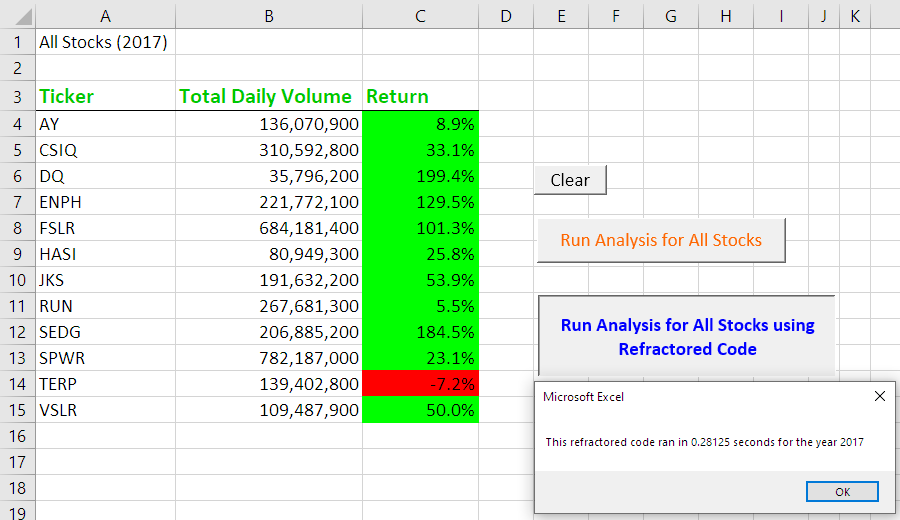 A B C D E F G H I J K
1 All Stocks (2017)
2
3 Ticker Total Daily Volume Return
4 AY 136,070,900 8.9%
5 CSIQ 310,592,800 33.1%
6 DQ 35,796,200 199.4%
7 ENPH 221,772,100 129.5%
8 FSLR 684,181,400 101.3%
9 HASI 80,949,300 25.8%
10 JKS 191,632,200 53.9%
11 RUN 267,681,300 5.5%
12 SEDG 206,885,200 184.5%
13 SPWR 782,187,000 23.1%
14 TERP 139,402,800 -7.2%
15 VSLR 109,487,900 50.0%
16
17
18
19
Clear
Run Analysis for All Stocks
Run Analysis for All Stocks using
Refractored Code
Microsoft Excel
This refractored code ran in 0.28125 seconds for the year 2017
OK